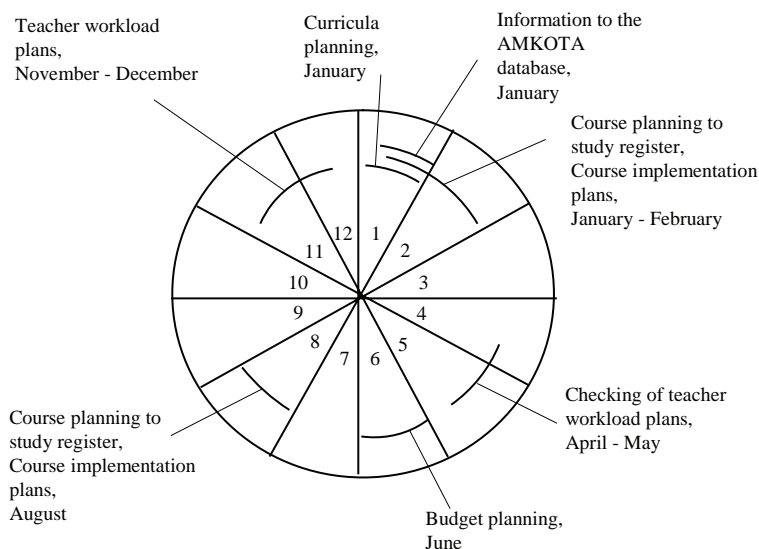 Teacher workload
plans,
November - December
Curricula
planning,
January
Information to the
AMKOTA
database,
January
Course planning to
study register,
Course implementation
plans,
January - February
12
1
11
2
10
3
9
4
8
5
7
6
Checking of teacher
workload plans,
April - May
Course planning to
study register,
Course implementation
plans,
August
Budget planning,
June